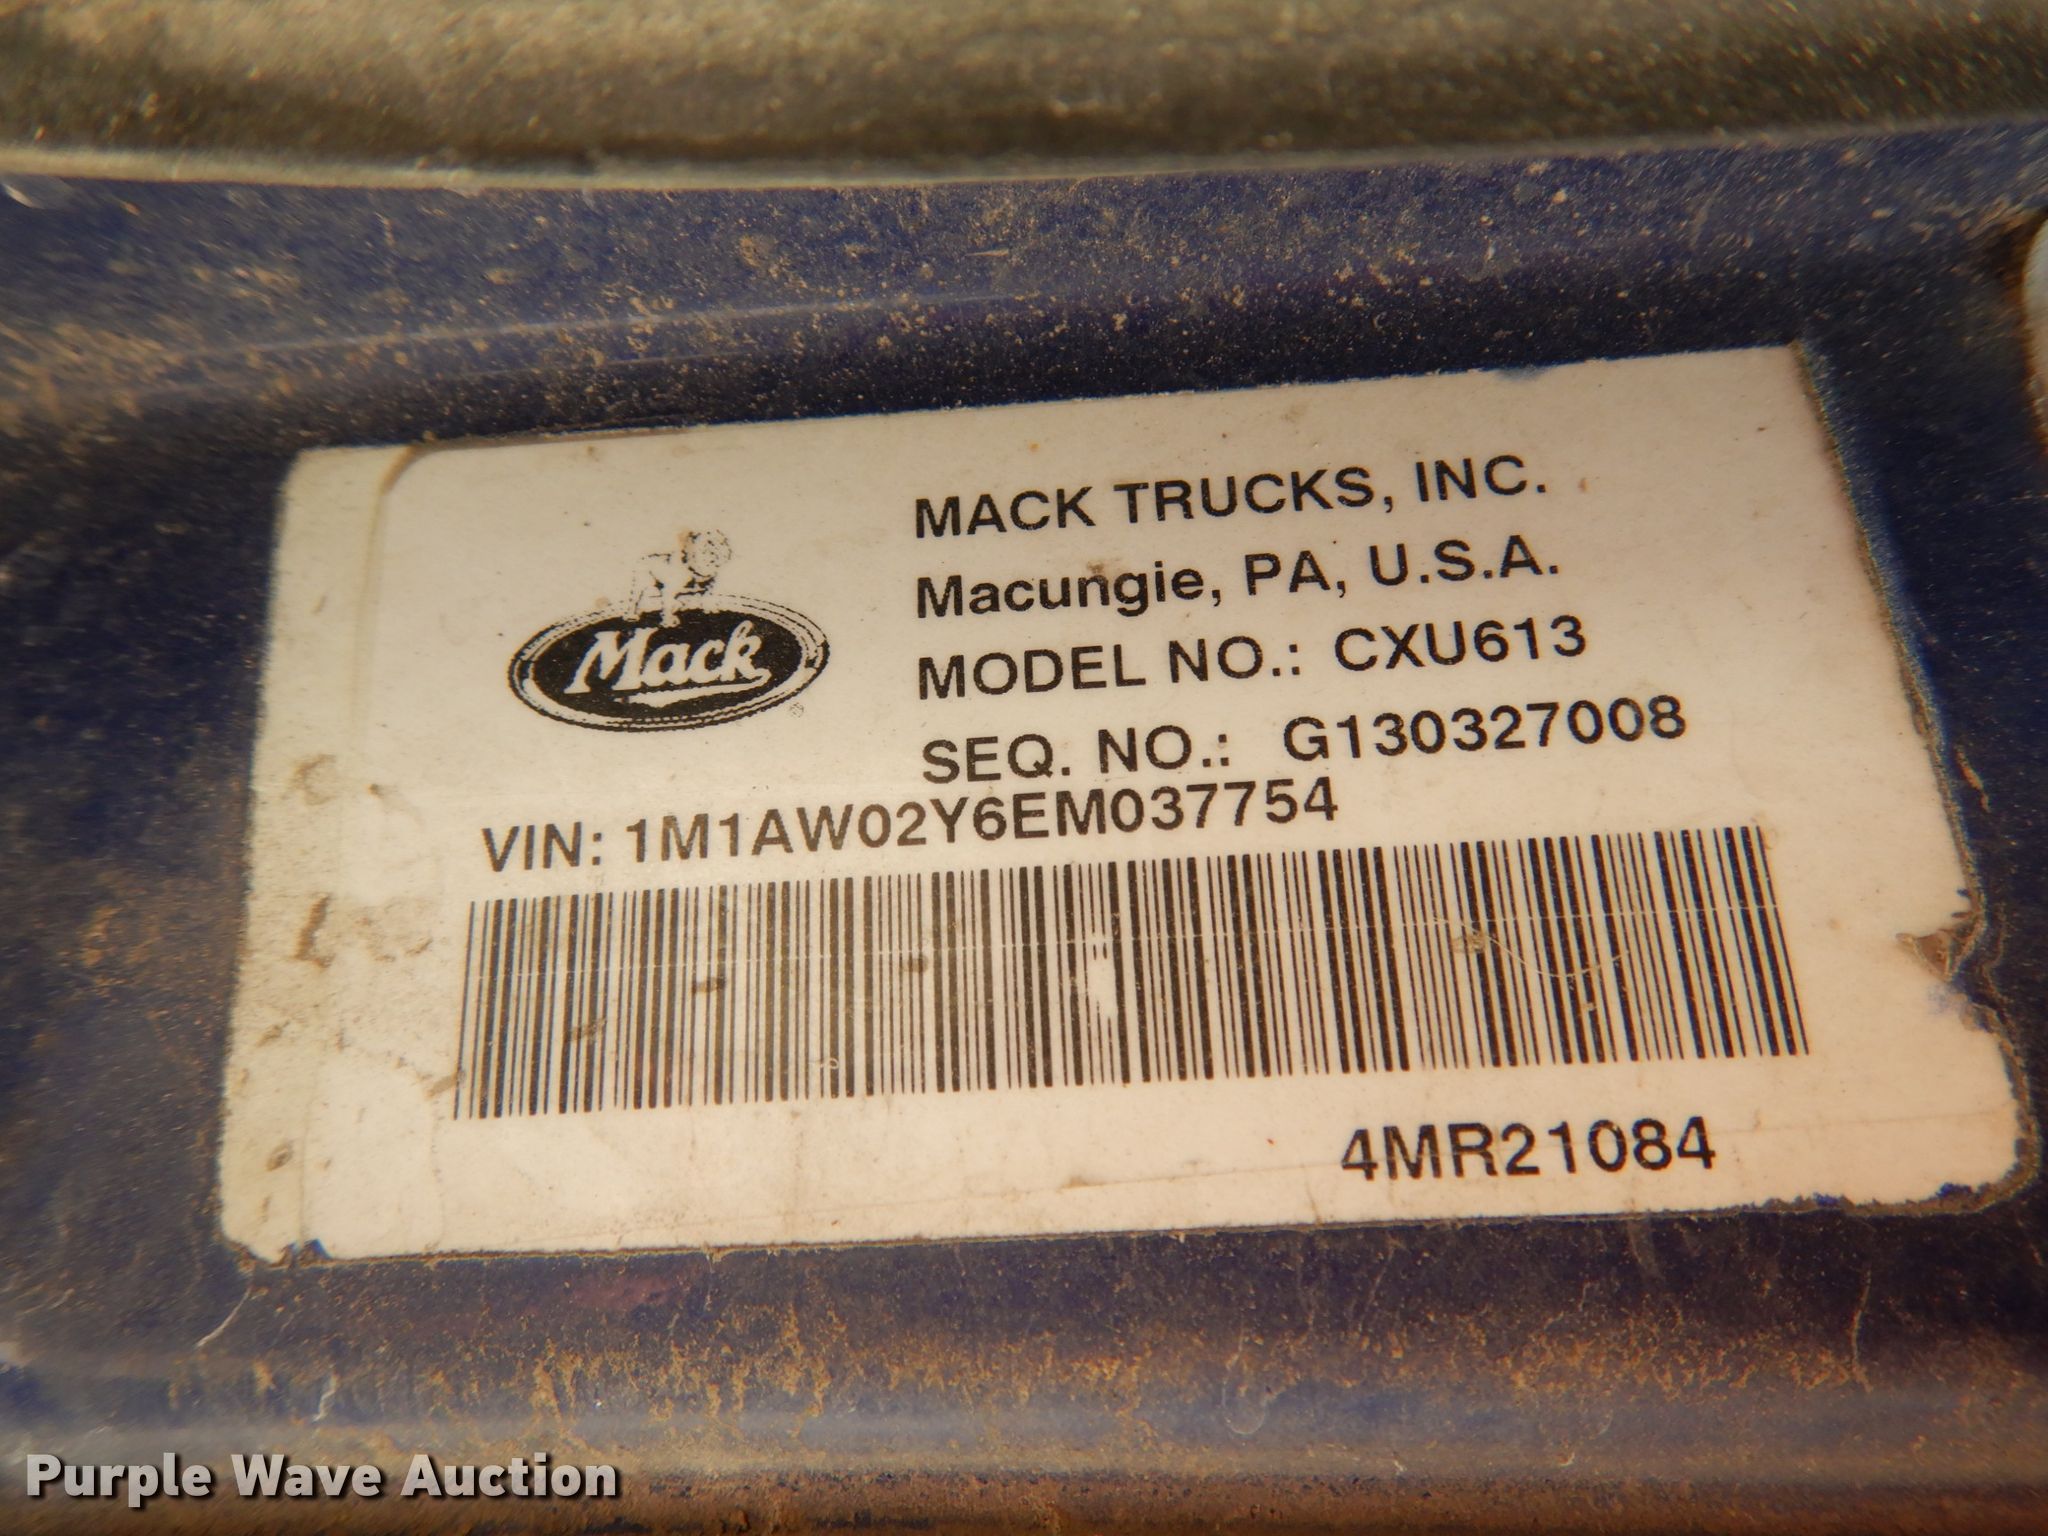 Mack
MACK TRUCKS, INC.
Macungie, PA, U.S.A.
MODEL NO.: CXU613
SEQ. NO.: G130327008
VIN: 1M1AW02Y6EM037754
4MR21084
Purple Wave Auction